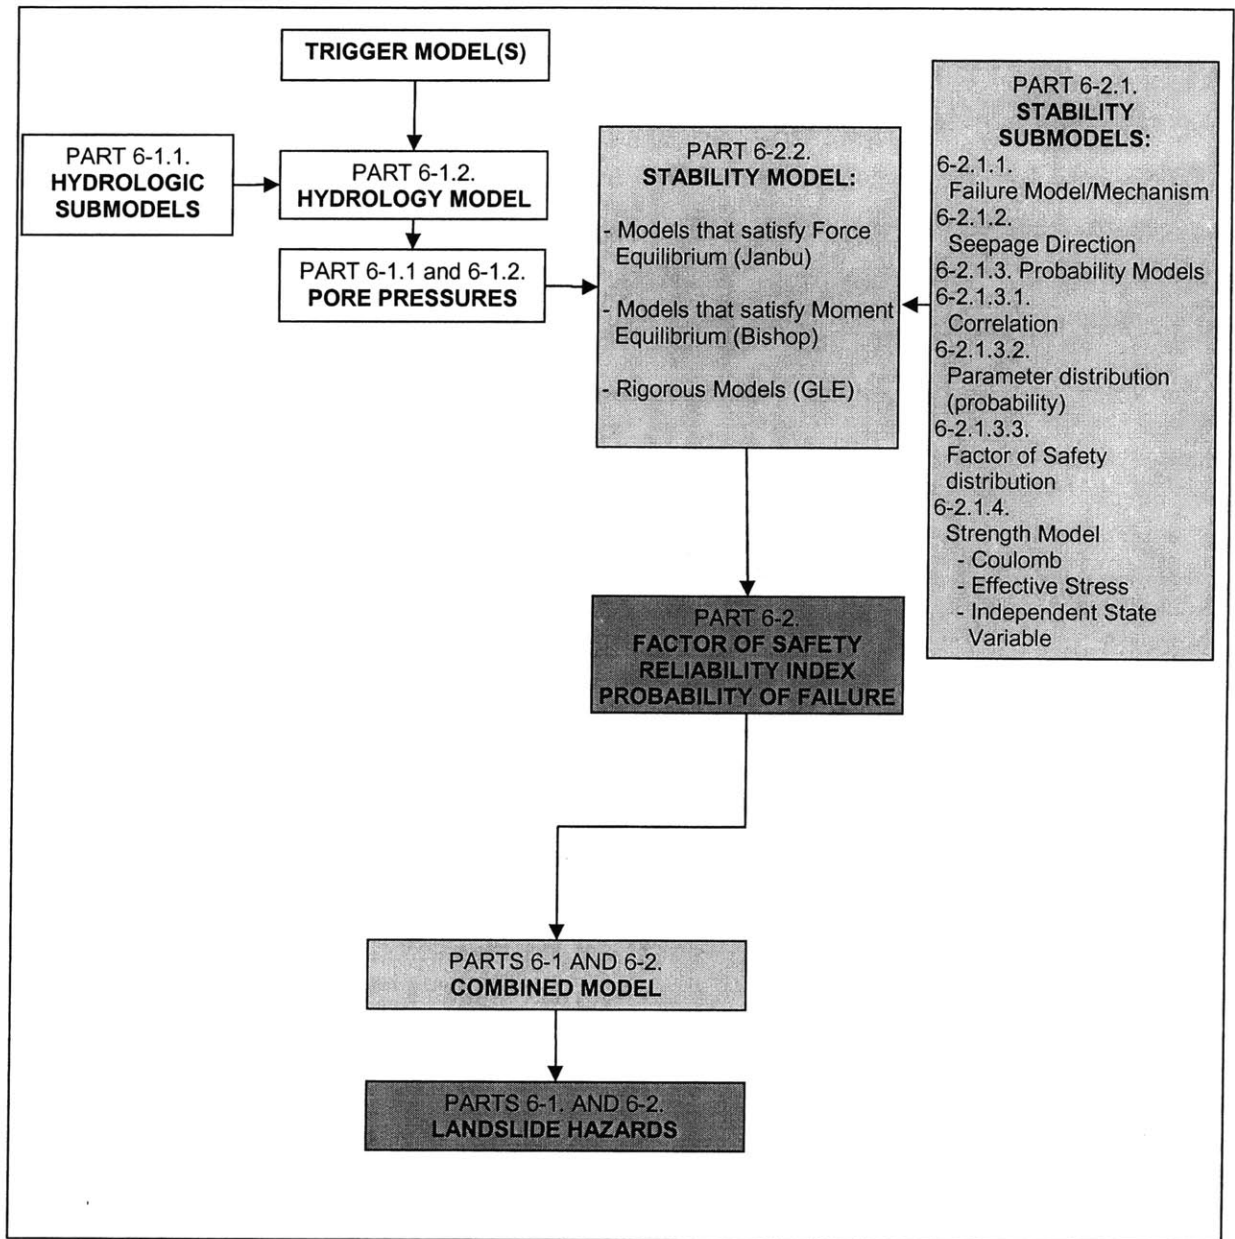 TRIGGER MODEL(S)
PART 6-1.1.
HYDROLOGIC
SUBMODELS
PART 6-1.2.
HYDROLOGY MODEL
PART 6-1.1 and 6-1.2.
PORE PRESSURES
PART 6-2.2.
STABILITY MODEL:
- Models that satisfy Force
Equilibrium (Janbu)
- Models that satisfy Moment
Equilibrium (Bishop)
- Rigorous Models (GLE)
PART 6-2.1.
STABILITY
SUBMODELS:
6-2.1.1.
Failure Model/Mechanism
6-2.1.2.
Seepage Direction
6-2.1.3. Probability Models
6-2.1.3.1.
Correlation
6-2.1.3.2.
Parameter distribution
(probability)
6-2.1.3.3.
Factor of Safety
distribution
6-2.1.4.
Strength Model
- Coulomb
- Effective Stress
- Independent State
Variable
PART 6-2.
FACTOR OF SAFETY
RELIABILITY INDEX
PROBABILITY OF FAILURE
PARTS 6-1 AND 6-2.
COMBINED MODEL
PARTS 6-1. AND 6-2.
LANDSLIDE HAZARDS